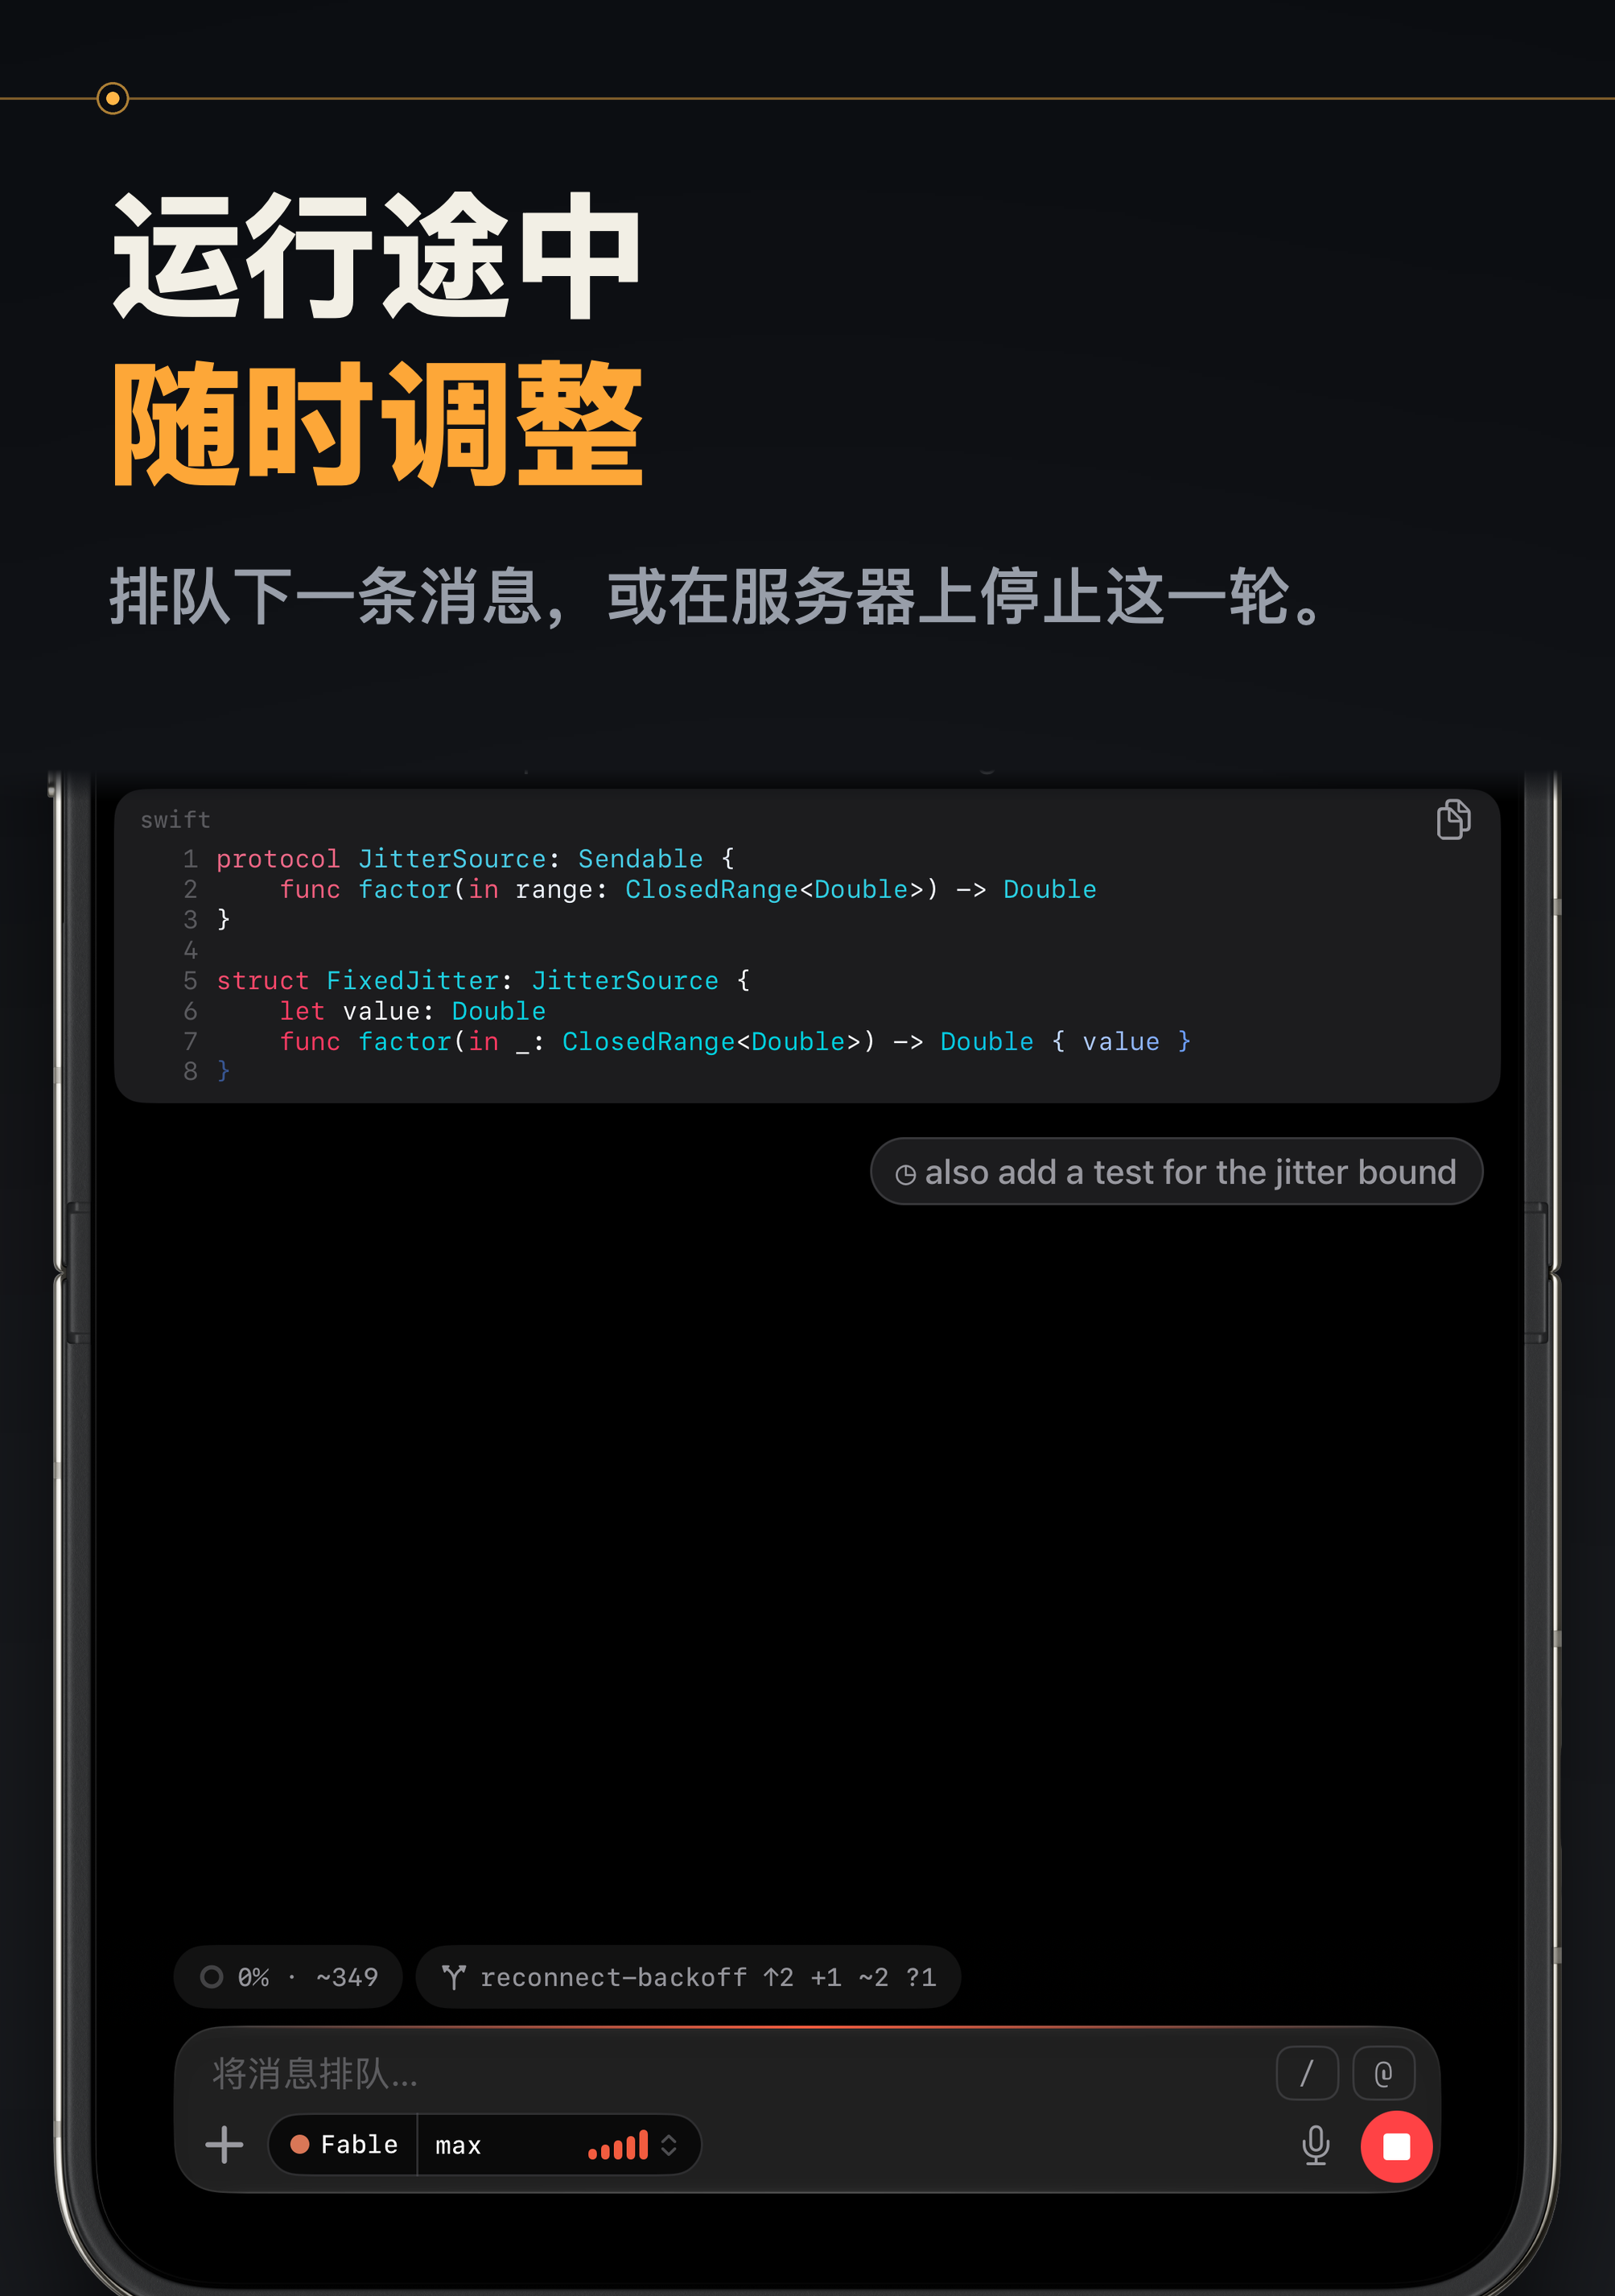 运行途中
随时调整
排队下一条消息，或在服务器上停止这一轮。
swift
1 protocol JitterSource: Sendable {
2     func factor(in range: ClosedRange<Double>) -> Double
3 }
4
5 struct FixedJitter: JitterSource {
6     let value: Double
7     func factor(in _: ClosedRange<Double>) -> Double { value }
8 }
also add a test for the jitter bound
0% · ~349
reconnect-backoff ↑2 +1 ~2 ?1
将消息排队...
/ @
Fable max